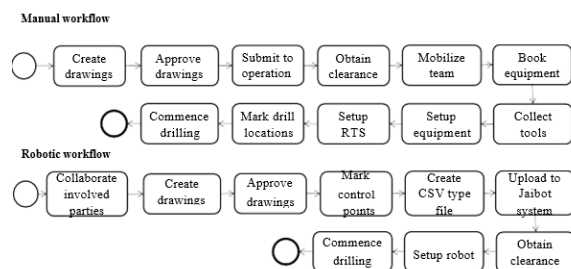 Manual workflow
Create
drawings
Approve
drawings
Submit to
operation
Obtain
clearance
Mobilize
team
Book
equipment
Commence
drilling
Mark drill
locations
Setup
RTS
Setup
equipment
Collect
tools
Robotic workflow
Collaborate
involved
parties
Create
drawings
Approve
drawings
Mark
control
points
Create
CSV type
file
Upload to
Jaibot
system
Commence
drilling
Setup robot
Obtain
clearance